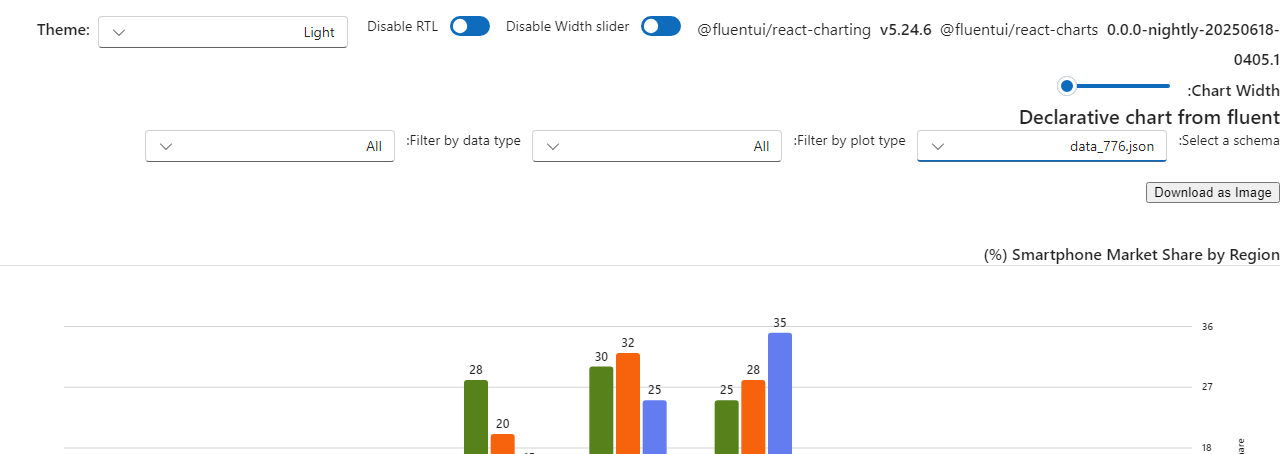 Theme: Light Disable RTL Disable Width slider @fluentui/react-charting v5.24.6 @fluentui/react-charts 0.0.0-nightly-20250618-
0405.1
:Chart Width
Declarative chart from fluent
:Select a schema data_776.json :Filter by plot type All :Filter by data type All
Download as Image
(%) Smartphone Market Share by Region
35
36
32
30
28 28
27
25 25
20
18